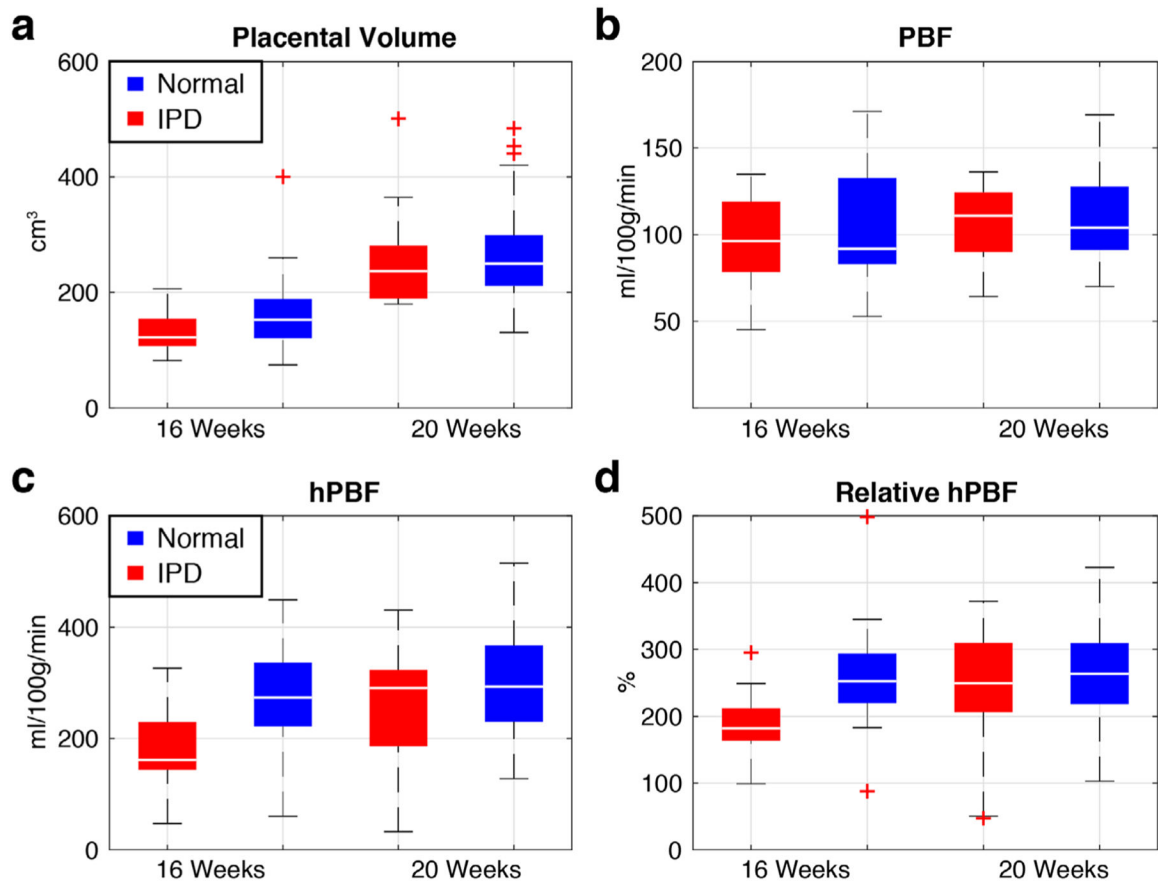 a
Placental Volume
600
400
200
0
cm³
Normal
IPD
16 Weeks
20 Weeks
b
PBF
200
150
100
50
ml/100g/min
16 Weeks
20 Weeks
c
hPBF
600
400
200
0
ml/100g/min
Normal
IPD
16 Weeks
20 Weeks
d
Relative hPBF
500
400
300
200
100
0
%
16 Weeks
20 Weeks